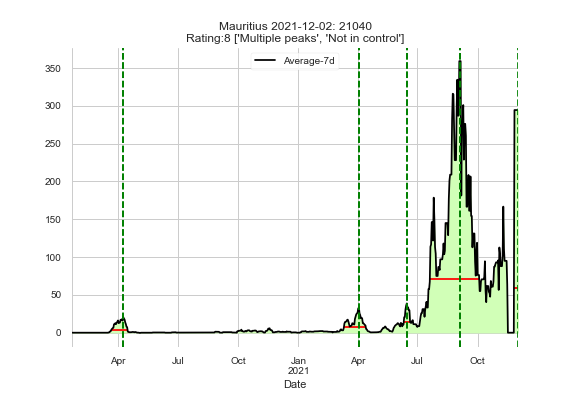 Mauritius 2021-12-02: 21040
Rating:8 ['Multiple peaks', 'Not in control']
Average-7d
350
300
250
200
150
100
50
0
Apr Jul Oct Jan Apr Jul Oct
2021
Date